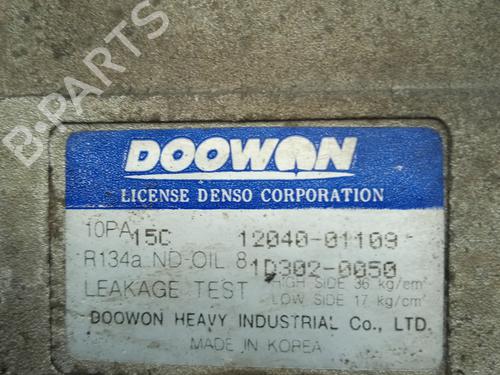 B-PARTS
DOOWON
LICENSE DENSO CORPORATION
10PA 15C 12040-01109
R134a ND-OIL 8 1D302-0050
HIGH SIDE 36 kg/cm²
LEAKAGE TEST LOW SIDE 17 kg/cm²
DOOWON HEAVY INDUSTRIAL Co., LTD.
MADE IN KOREA